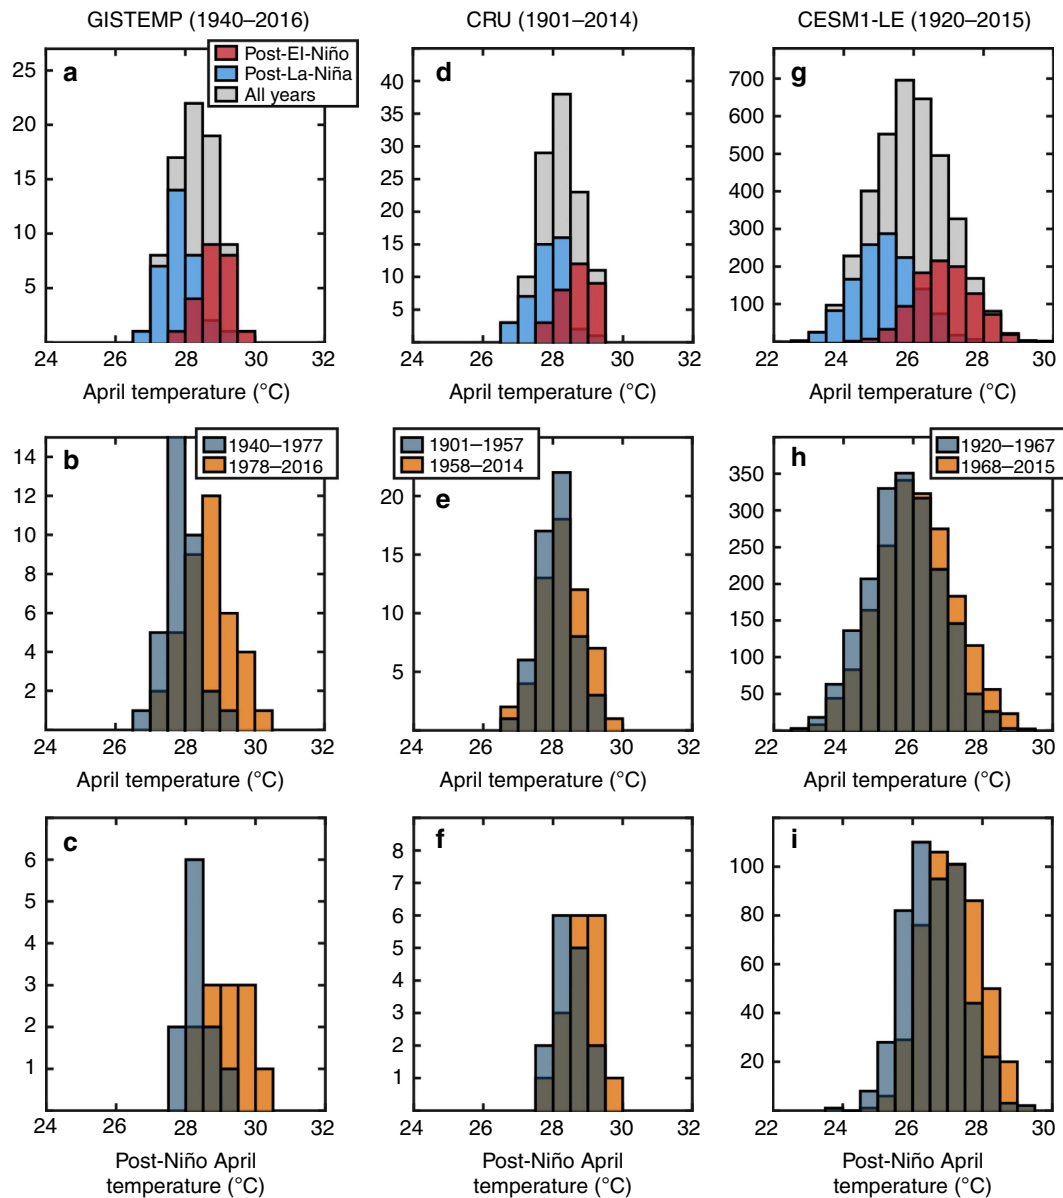 GISTEMP (1940–2016)
CRU (1901–2014)
CESM1-LE (1920–2015)
a
Post-El-Niño
Post-La-Niña
All years
25
20
15
10
5
24 26 28 30 32
April temperature (°C)
d
40
35
30
25
20
15
10
5
24 26 28 30 32
April temperature (°C)
g
700
600
500
400
300
200
100
22 24 26 28 30
April temperature (°C)
b
1940–1977
1978–2016
14
12
10
8
6
4
2
24 26 28 30 32
April temperature (°C)
1901–1957
1958–2014
e
20
15
10
5
24 26 28 30 32
April temperature (°C)
h
1920–1967
1968–2015
350
300
250
200
150
100
50
22 24 26 28 30
April temperature (°C)
c
6
5
4
3
2
1
24 26 28 30 32
Post-Niño April
temperature (°C)
f
8
7
6
5
4
3
2
1
24 26 28 30 32
Post-Niño April
temperature (°C)
i
100
80
60
40
20
22 24 26 28 30
Post-Niño April
temperature (°C)